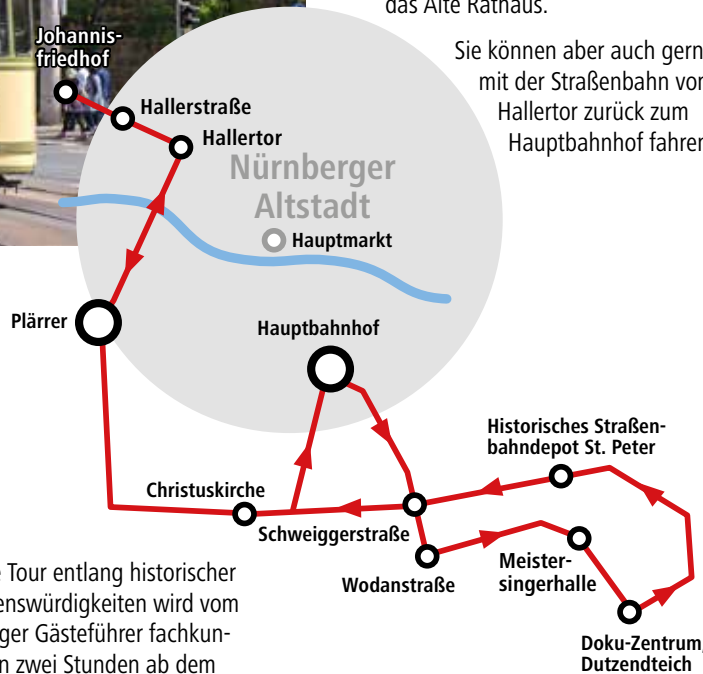 das Alte Rathaus.
Sie können aber auch gern
mit der Straßenbahn vom
Hallertor zurück zum
Hauptbahnhof fahren
Johannis-
friedhof
Hallerstraße
Hallertor
Nürnberger
Altstadt
Hauptmarkt
Plärrer
Hauptbahnhof
Historisches Straßen-
bahndepot St. Peter
Christuskirche
Schweiggerstraße
Wodanstraße
Meister-
singerhalle
Doku-Zentrum,
Dutzendteich
e Tour entlang historischer
enswürdigkeiten wird vom
ger Gästeführer fachkun-
n zwei Stunden ab dem